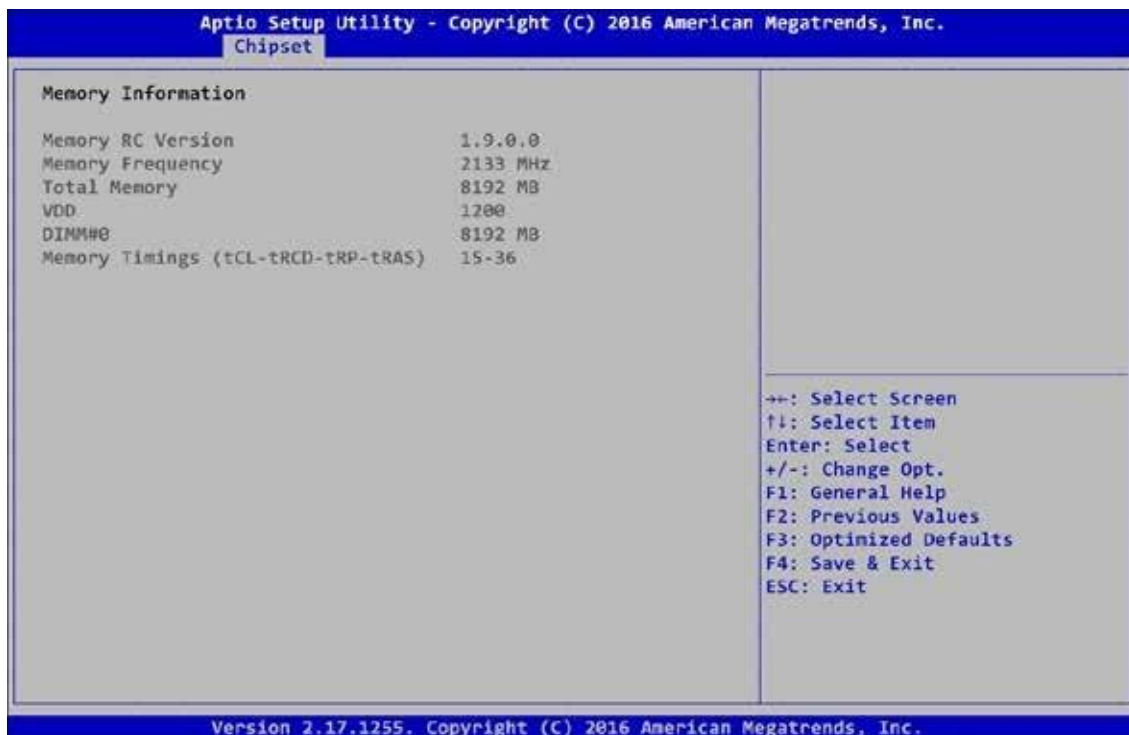 Aptio Setup Utility - Copyright (C) 2016 American Megatrends, Inc.
Chipset
Memory Information
Memory RC Version 1.9.0.0
Memory Frequency 2133 MHz
Total Memory 8192 MB
VDD 1200
DIMM#0 8192 MB
Memory Timings (tCL-tRCD-tRP-tRAS) 15-36
→←: Select Screen
↑↓: Select Item
Enter: Select
+/-: Change Opt.
F1: General Help
F2: Previous Values
F3: Optimized Defaults
F4: Save & Exit
ESC: Exit
Version 2.17.1255. Copyright (C) 2016 American Megatrends, Inc.